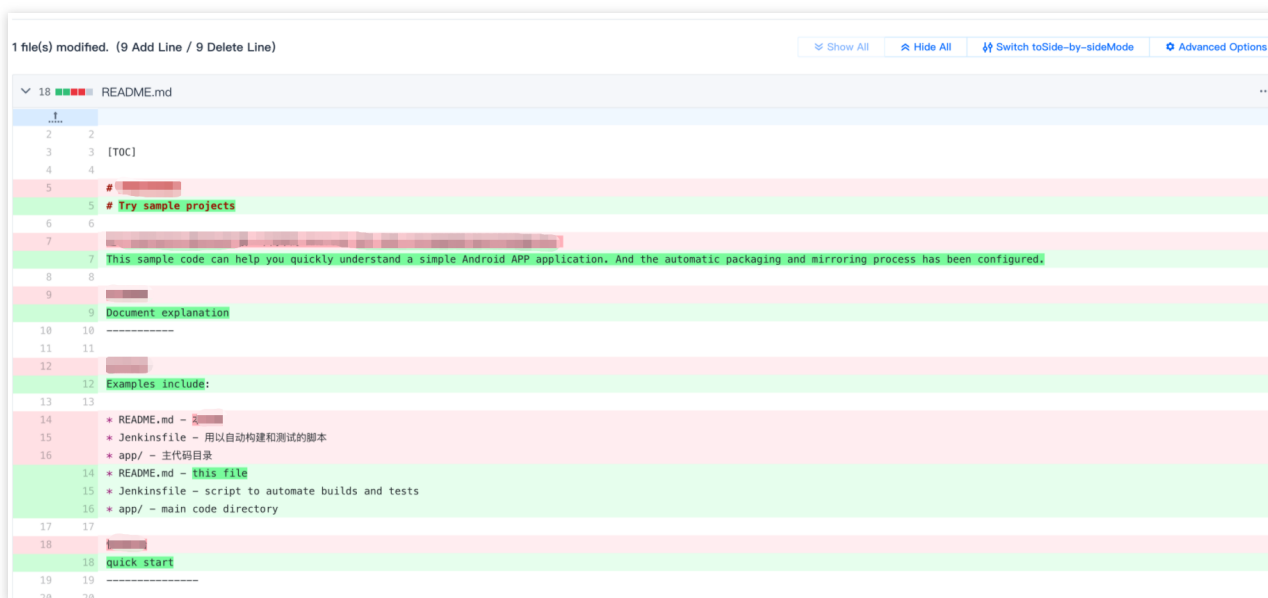 1 file(s) modified. (9 Add Line / 9 Delete Line)
Show All Hide All Switch toSide-by-sideMode Advanced Options
18 README.md
2 2
3 3 [TOC]
4 4
5 #
5 # Try sample projects
6 6
7
7 This sample code can help you quickly understand a simple Android APP application. And the automatic packaging and mirroring process has been configured.
8 8
9
9 Document explanation
10 10 -----------
11 11
12
12 Examples include:
13 13
14 * README.md -
15 * Jenkinsfile - 用以自动构建和测试的脚本
16 * app/ - 主代码目录
14 * README.md - this file
15 * Jenkinsfile - script to automate builds and tests
16 * app/ - main code directory
17 17
18
18 quick start
19 19 ---------------
20 20